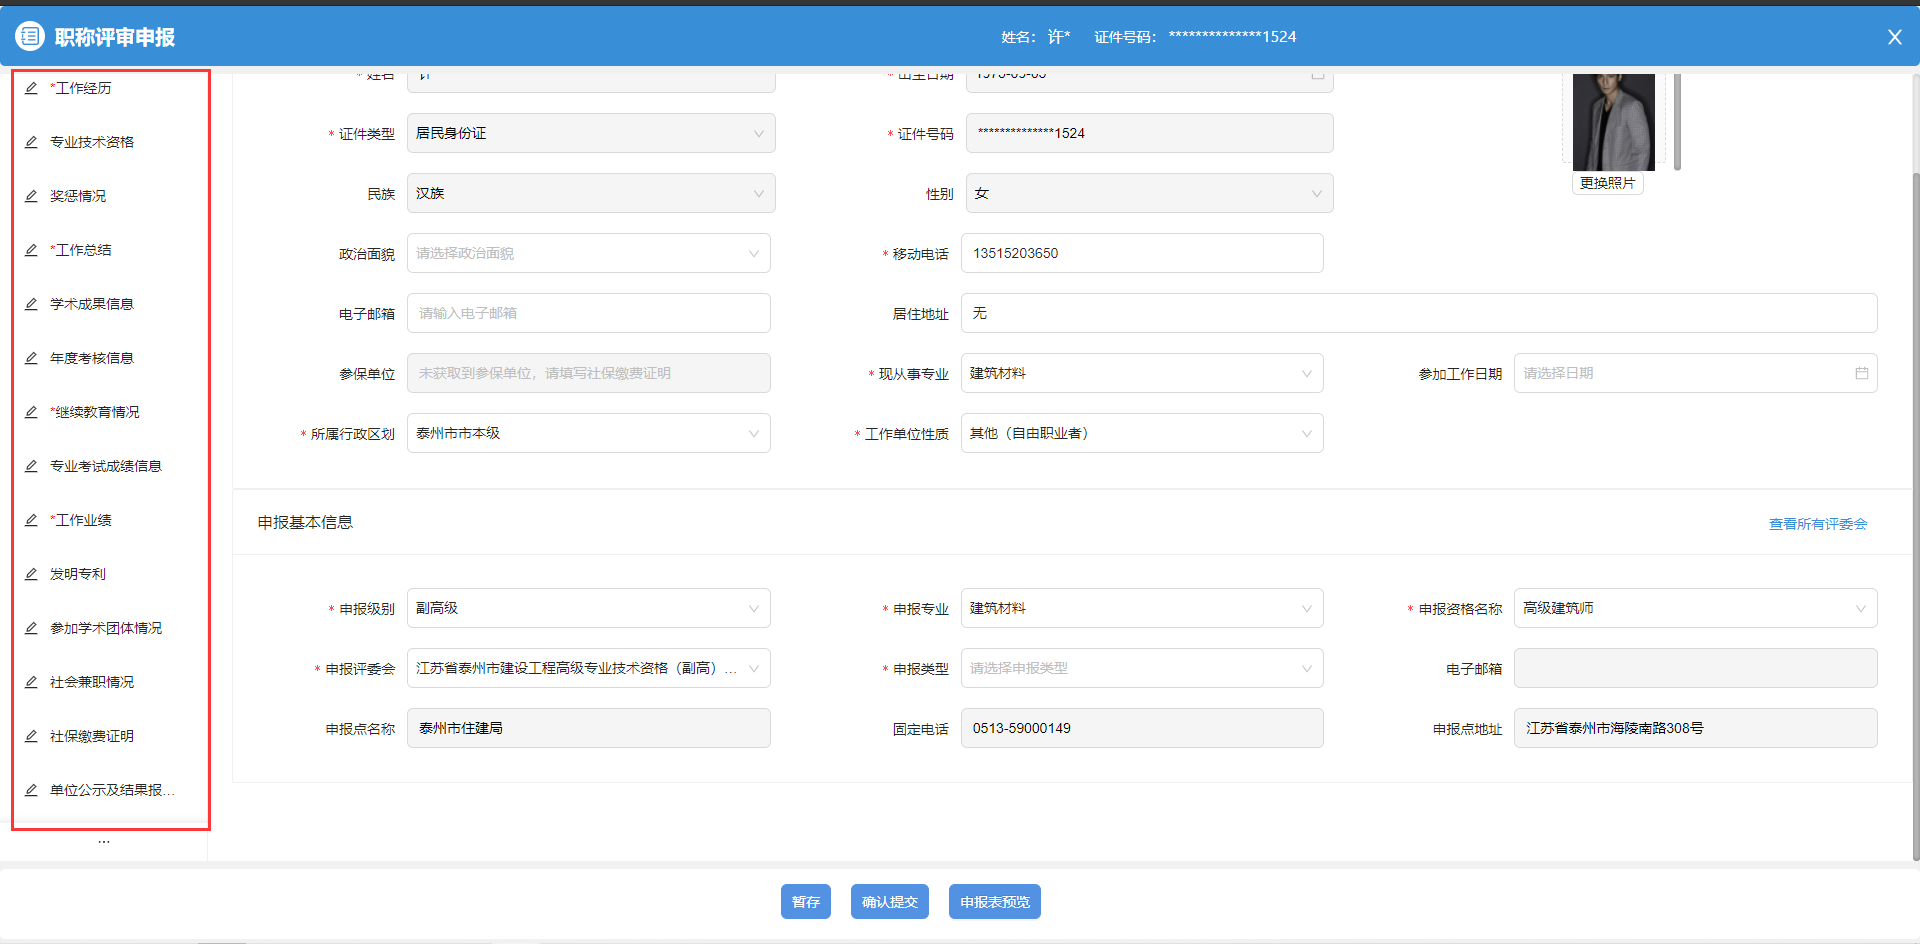 职称评审申报 姓名： 许* 证件号码： **************1524
*工作经历
专业技术资格
奖惩情况
*工作总结
学术成果信息
年度考核信息
*继续教育情况
专业考试成绩信息
*工作业绩
发明专利
参加学术团体情况
社会兼职情况
社保缴费证明
单位公示及结果报...
...
* 姓名 许 * 出生日期 1973-09-03
* 证件类型 居民身份证 * 证件号码 **************1524
更换照片
民族 汉族 性别 女
政治面貌 请选择政治面貌 * 移动电话 13515203650
电子邮箱 请输入电子邮箱 居住地址 无
参保单位 未获取到参保单位，请填写社保缴费证明 * 现从事专业 建筑材料 参加工作日期 请选择日期
* 所属行政区划 泰州市市本级 * 工作单位性质 其他（自由职业者）
申报基本信息 查看所有评委会
* 申报级别 副高级 * 申报专业 建筑材料 * 申报资格名称 高级建筑师
* 申报评委会 江苏省泰州市建设工程高级专业技术资格（副高）... * 申报类型 请选择申报类型 电子邮箱
申报点名称 泰州市住建局 固定电话 0513-59000149 申报点地址 江苏省泰州市海陵南路308号
暂存 确认提交 申报表预览